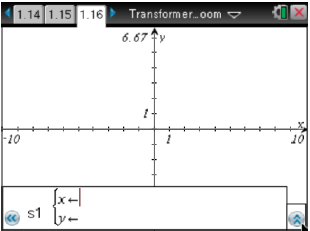 1.14 1.15 1.16 Transformer…oom
6.67 y
1
x
-10 1 10
s1 {x←
y←